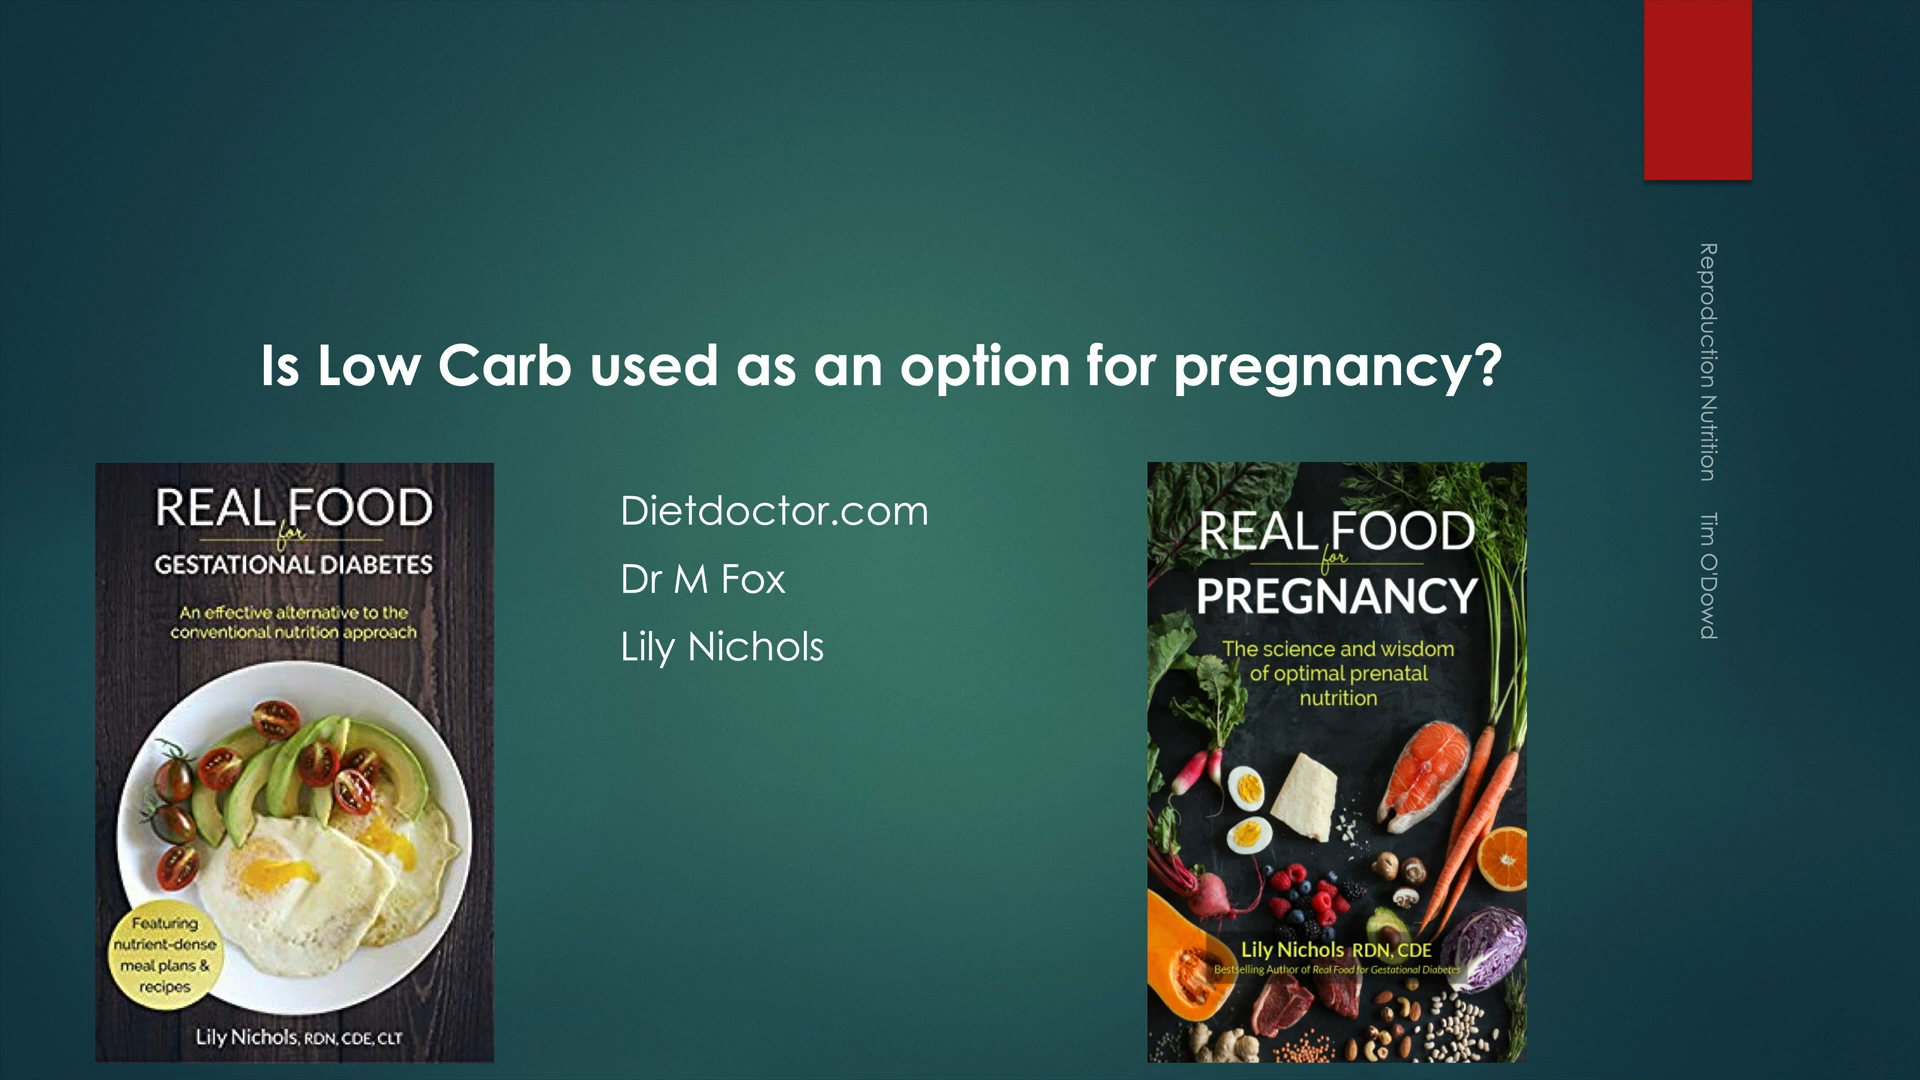 Is Low Carb used as an option for pregnancy?
REAL FOOD
for
GESTATIONAL DIABETES
An effective alternative to the
conventional nutrition approach
Featuring
nutrient-dense
meal plans &
recipes
Lily Nichols, RDN, CDE, CLT
Dietdoctor.com
Dr M Fox
Lily Nichols
REAL FOOD
for
PREGNANCY
The science and wisdom
of optimal prenatal
nutrition
Lily Nichols RDN, CDE
Bestselling Author of Real Food for Gestational Diabetes
Reproduction Nutrition Tim O'Dowd